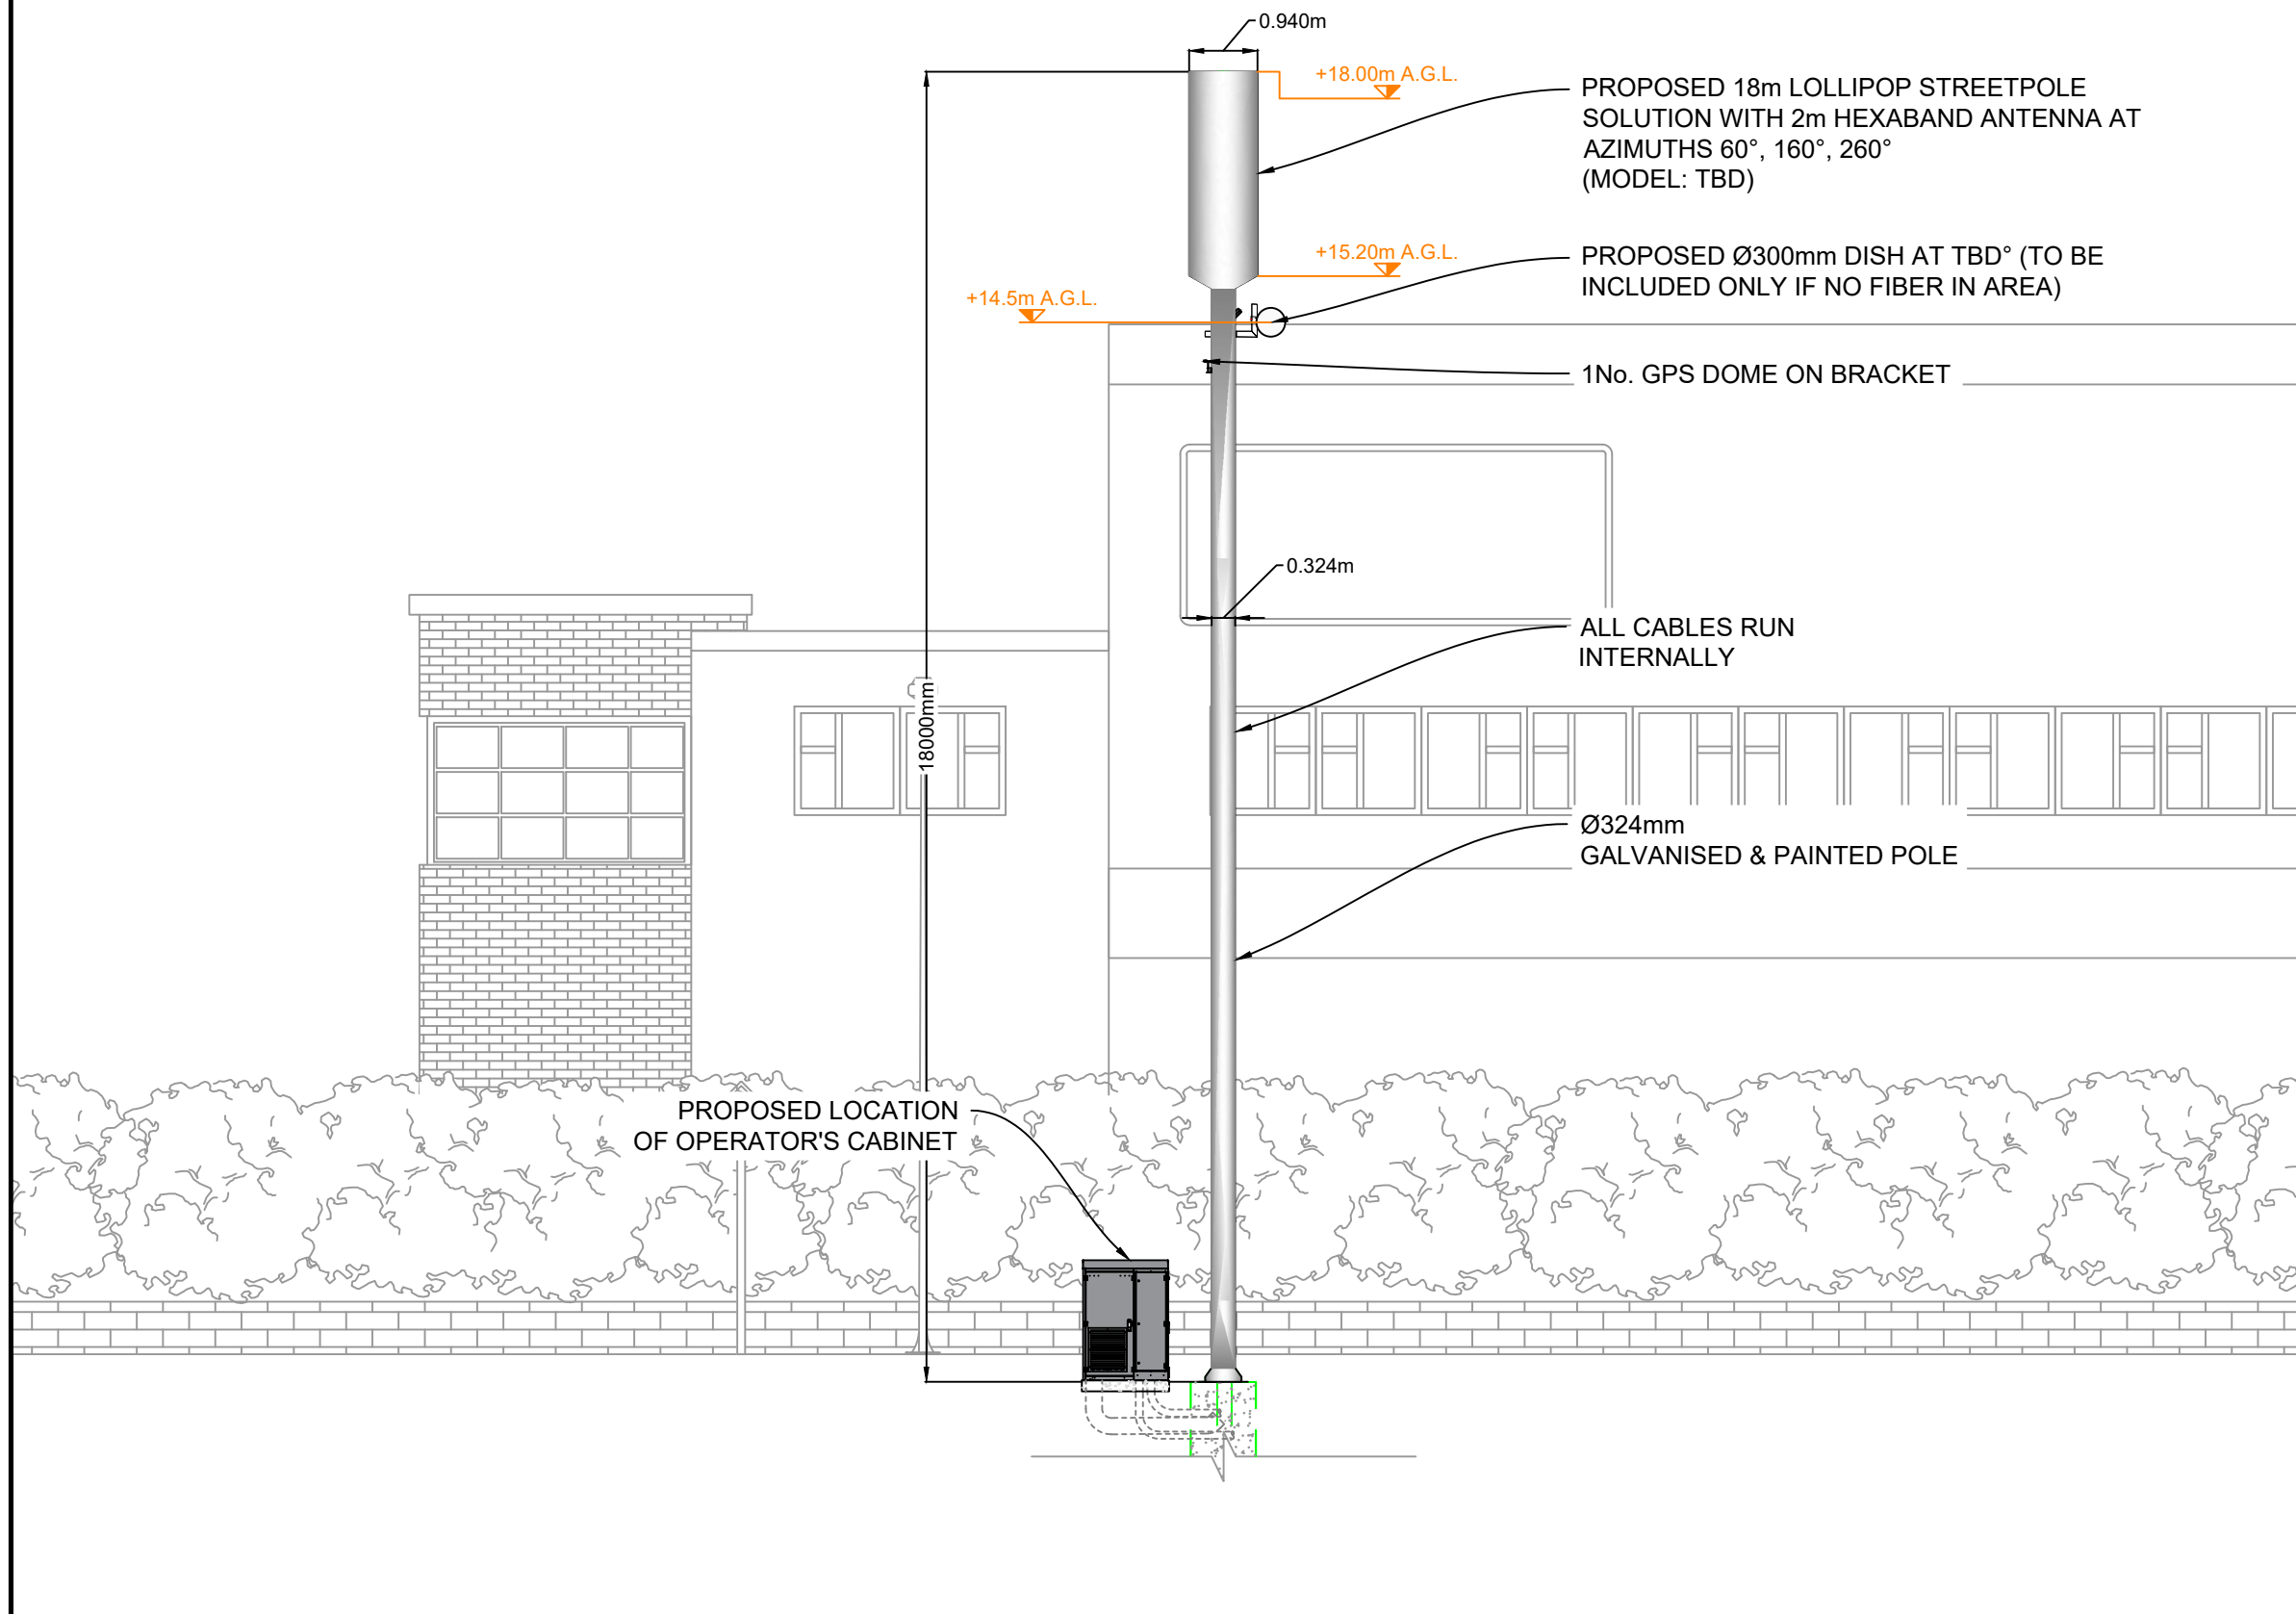 0.940m
+18.00m A.G.L.
PROPOSED 18m LOLLIPOP STREETPOLE
SOLUTION WITH 2m HEXABAND ANTENNA AT
AZIMUTHS 60°, 160°, 260°
(MODEL: TBD)
+15.20m A.G.L.
PROPOSED Ø300mm DISH AT TBD° (TO BE
INCLUDED ONLY IF NO FIBER IN AREA)
+14.5m A.G.L.
1No. GPS DOME ON BRACKET
0.324m
ALL CABLES RUN
INTERNALLY
18000mm
Ø324mm
GALVANISED & PAINTED POLE
PROPOSED LOCATION
OF OPERATOR'S CABINET